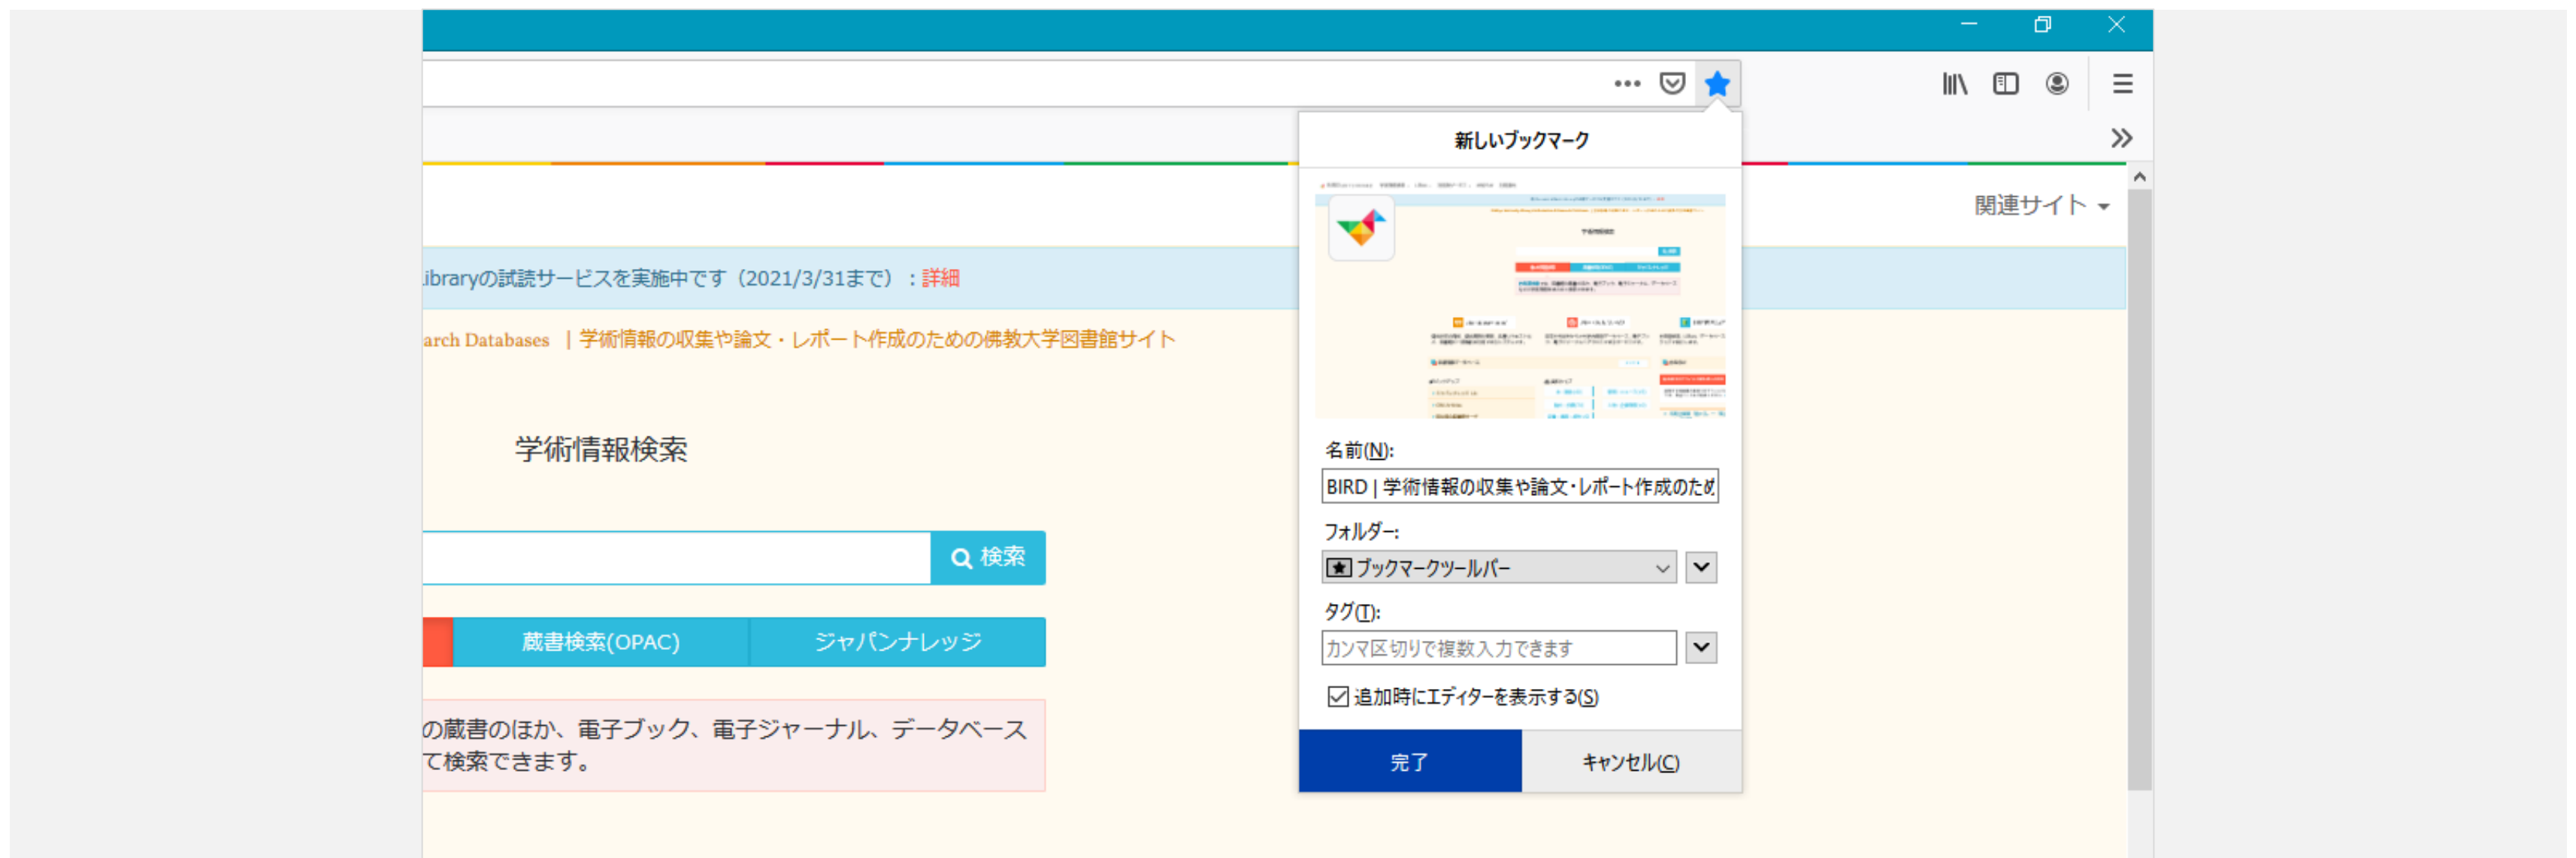 新しいブックマーク
関連サイト
ibraryの試読サービスを実施中です（2021/3/31まで）：詳細
arch Databases ｜学術情報の収集や論文・レポート作成のための佛教大学図書館サイト
学術情報検索
検索
蔵書検索(OPAC)
ジャパンナレッジ
の蔵書のほか、電子ブック、電子ジャーナル、データベース
て検索できます。
名前(N):
BIRD | 学術情報の収集や論文・レポート作成のため
フォルダー:
ブックマークツールバー
タグ(T):
カンマ区切りで複数入力できます
追加時にエディターを表示する(S)
完了
キャンセル(C)